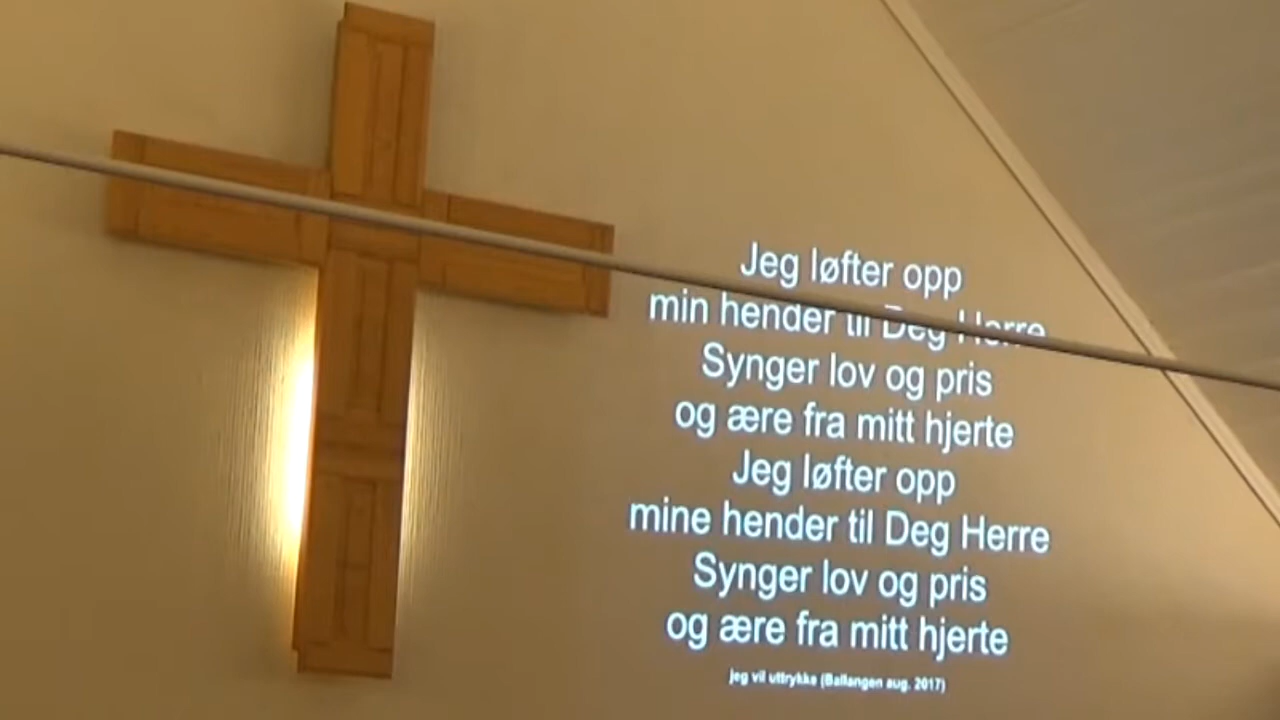 Jeg løfter opp
min hender til Deg Herre
Synger lov og pris
og ære fra mitt hjerte
Jeg løfter opp
mine hender til Deg Herre
Synger lov og pris
og ære fra mitt hjerte
jeg vil uttrykke (Ballangen aug. 2017)